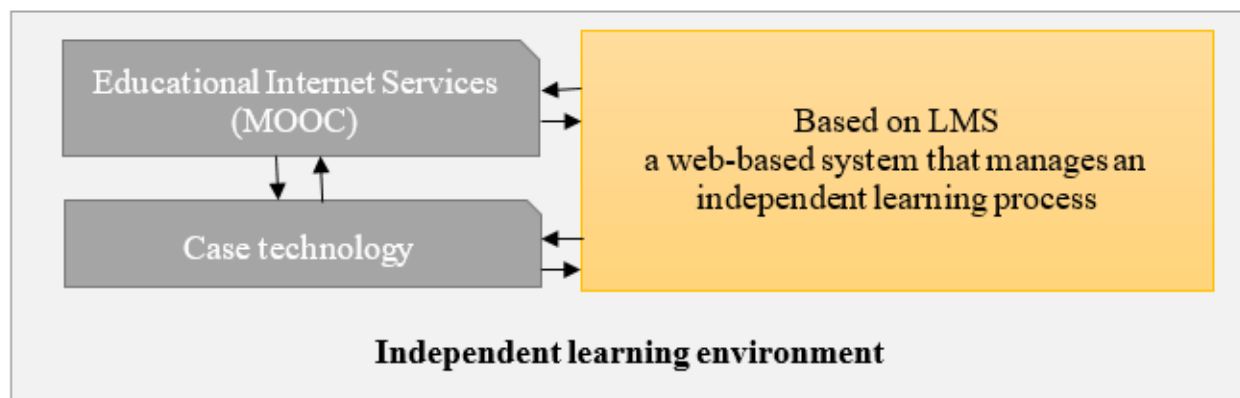 Educational Internet Services
(MOOC)
Based on LMS
a web-based system that manages an
independent learning process
Case technology
Independent learning environment